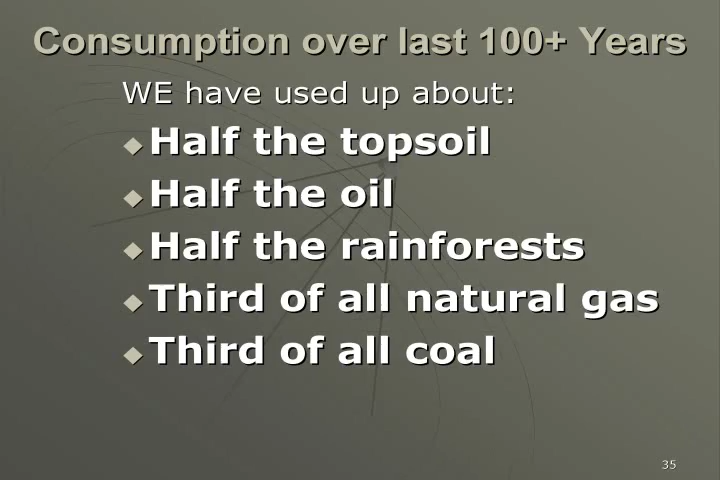 Consumption over last 100+ Years
WE have used up about:
Half the topsoil
Half the oil
Half the rainforests
Third of all natural gas
Third of all coal
35